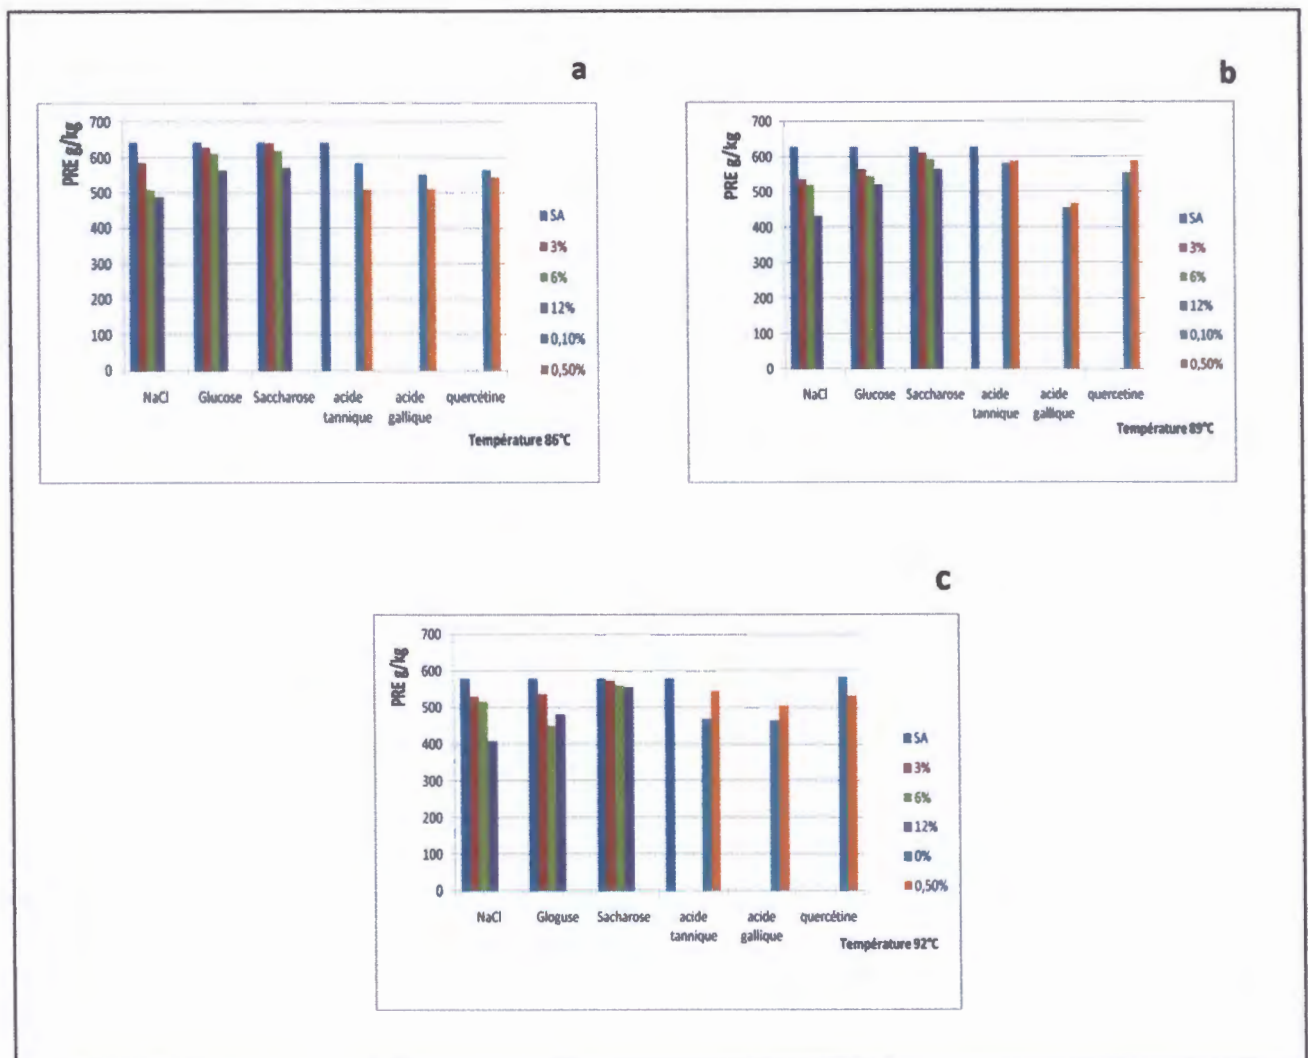 a
PRE g/kg
700
600
500
400
300
200
100
0
NaCl Glucose Saccharose acide tannique acide gallique quercétine
Température 86°C
SA
3%
6%
12%
0,10%
0,50%
b
PRE g/kg
700
600
500
400
300
200
100
0
NaCl Glucose Saccharose acide tannique acide gallique quercetine
Température 89°C
SA
3%
6%
12%
0,10%
0,50%
c
PRE g/kg
700
600
500
400
300
200
100
0
NaCl Gloguse Sacharose acide tannique acide gallique quercétine
Température 92°C
SA
3%
6%
12%
0%
0,50%